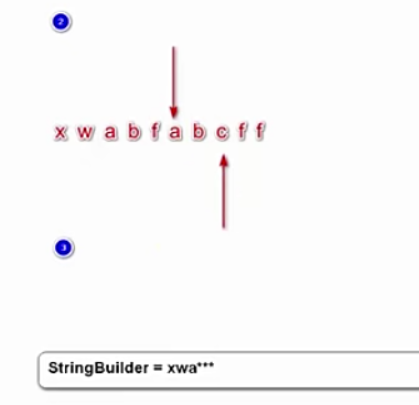 2
x w a b f a b c f f
3
StringBuilder = xwa***